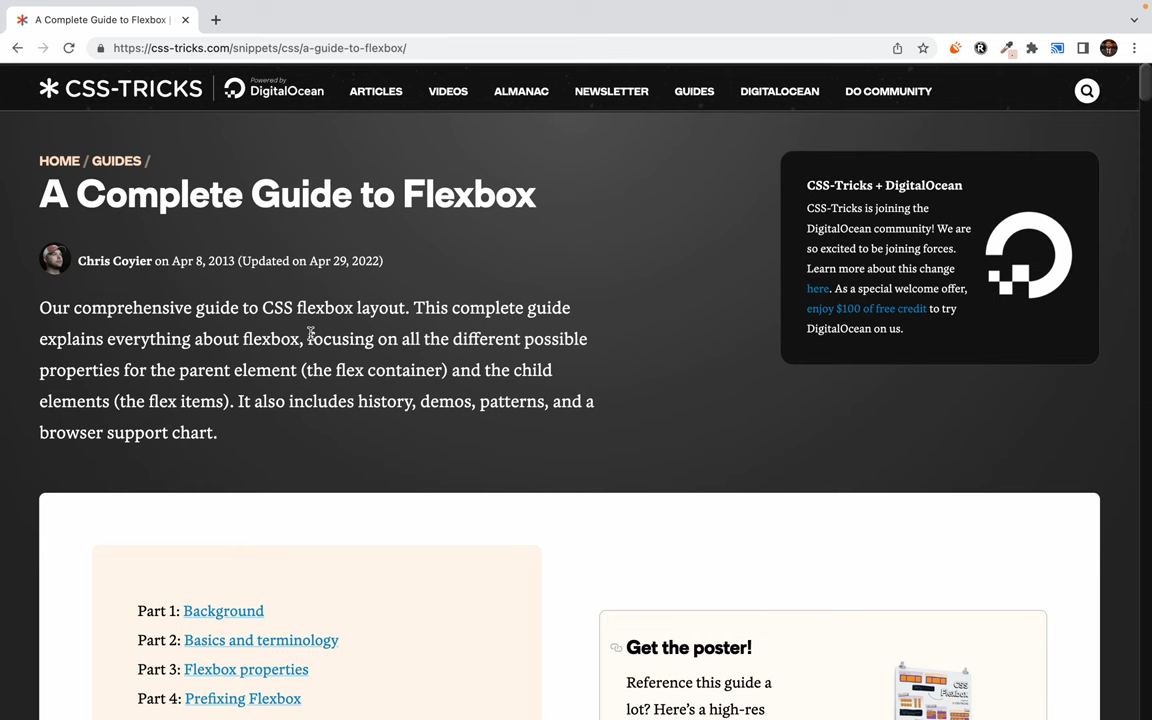 A Complete Guide to Flexbox |
https://css-tricks.com/snippets/css/a-guide-to-flexbox/
CSS-TRICKS
Powered by
DigitalOcean
ARTICLES
VIDEOS
ALMANAC
NEWSLETTER
GUIDES
DIGITALOCEAN
DO COMMUNITY
HOME / GUIDES /
A Complete Guide to Flexbox
Chris Coyier on Apr 8, 2013 (Updated on Apr 29, 2022)
Our comprehensive guide to CSS flexbox layout. This complete guide
explains everything about flexbox, focusing on all the different possible
properties for the parent element (the flex container) and the child
elements (the flex items). It also includes history, demos, patterns, and a
browser support chart.
CSS-Tricks + DigitalOcean
CSS-Tricks is joining the
DigitalOcean community! We are
so excited to be joining forces.
Learn more about this change
here. As a special welcome offer,
enjoy $100 of free credit to try
DigitalOcean on us.
Part 1: Background
Part 2: Basics and terminology
Part 3: Flexbox properties
Part 4: Prefixing Flexbox
Get the poster!
Reference this guide a
lot? Here's a high-res
CSS
Flexbox